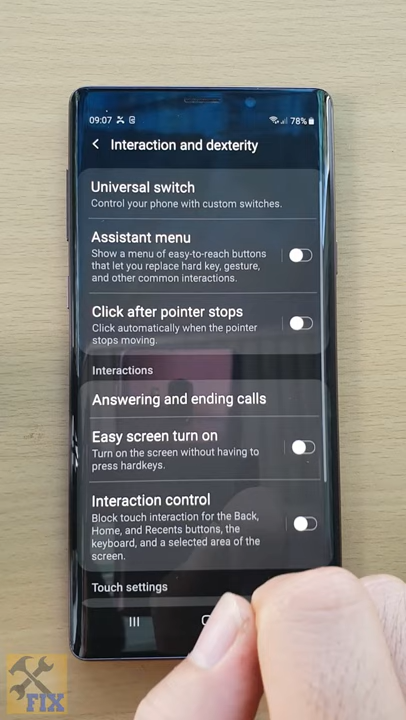 09:07 78%
Interaction and dexterity
Universal switch
Control your phone with custom switches.
Assistant menu
Show a menu of easy-to-reach buttons
that let you replace hard key, gesture,
and other common interactions.
Click after pointer stops
Click automatically when the pointer
stops moving.
Interactions
Answering and ending calls
Easy screen turn on
Turn on the screen without having to
press hardkeys.
Interaction control
Block touch interaction for the Back,
Home, and Recents buttons, the
keyboard, and a selected area of the
screen.
Touch settings
FIX